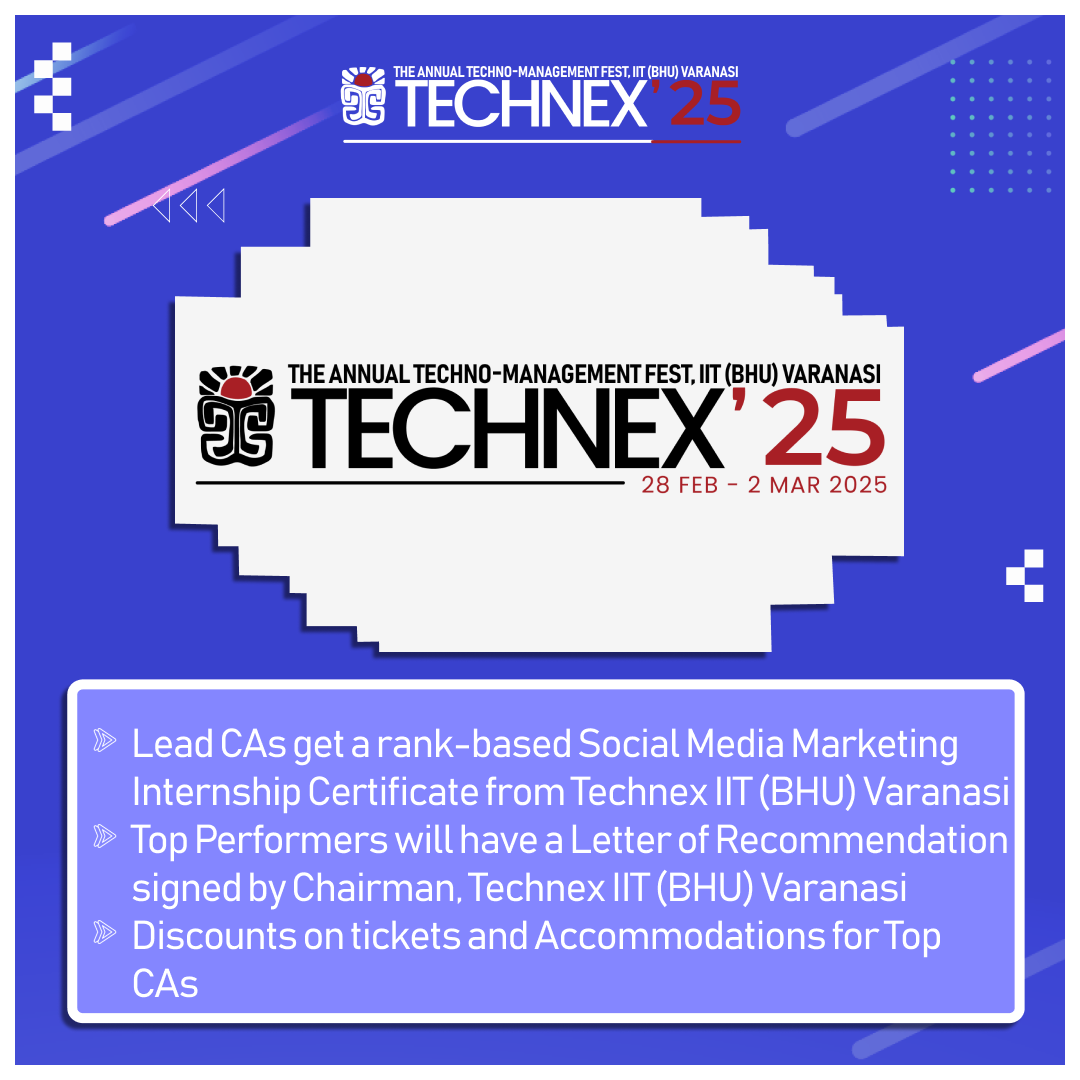 THE ANNUAL TECHNO-MANAGEMENT FEST, IIT (BHU) VARANASI
TECHNEX'25
THE ANNUAL TECHNO-MANAGEMENT FEST, IIT (BHU) VARANASI
TECHNEX'25
28 FEB - 2 MAR 2025
Lead CAs get a rank-based Social Media Marketing
Internship Certificate from Technex IIT (BHU) Varanasi
Top Performers will have a Letter of Recommendation
signed by Chairman, Technex IIT (BHU) Varanasi
Discounts on tickets and Accommodations for Top
CAs